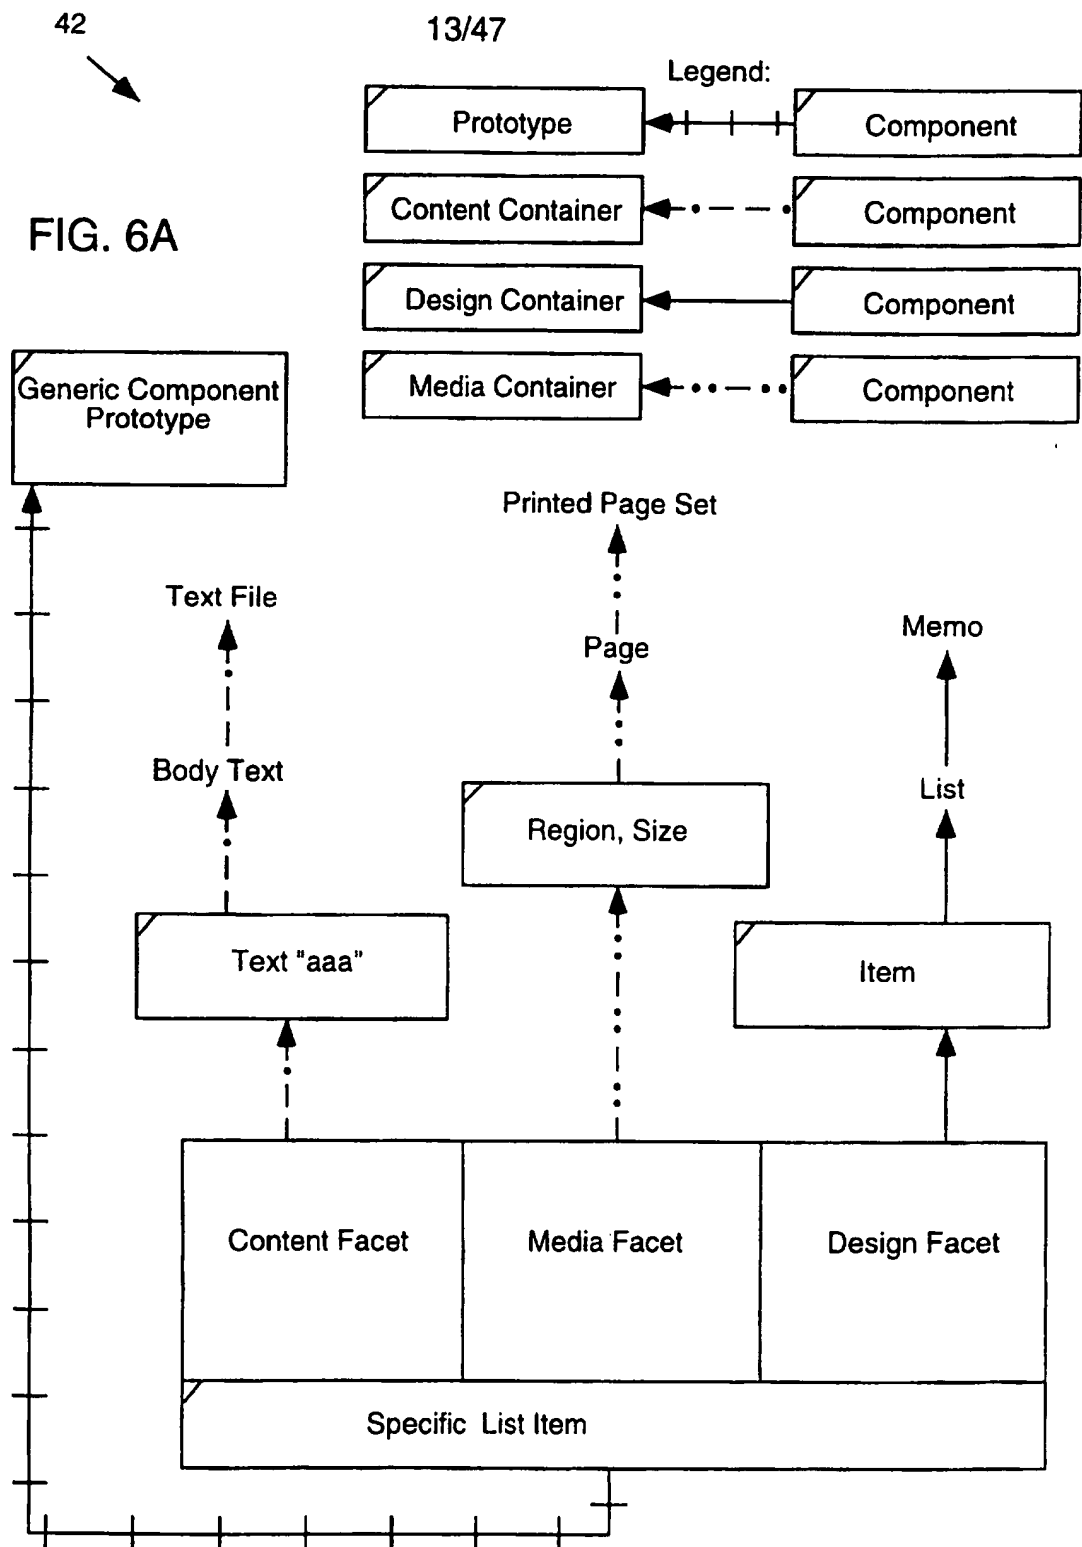 42
13/47
Legend:
Prototype
Component
Content Container
Component
FIG. 6A
Design Container
Component
Media Container
Component
Generic Component
Prototype
Printed Page Set
Text File
Memo
Page
Body Text
List
Region, Size
Text "aaa"
Item
Content Facet
Media Facet
Design Facet
Specific List Item